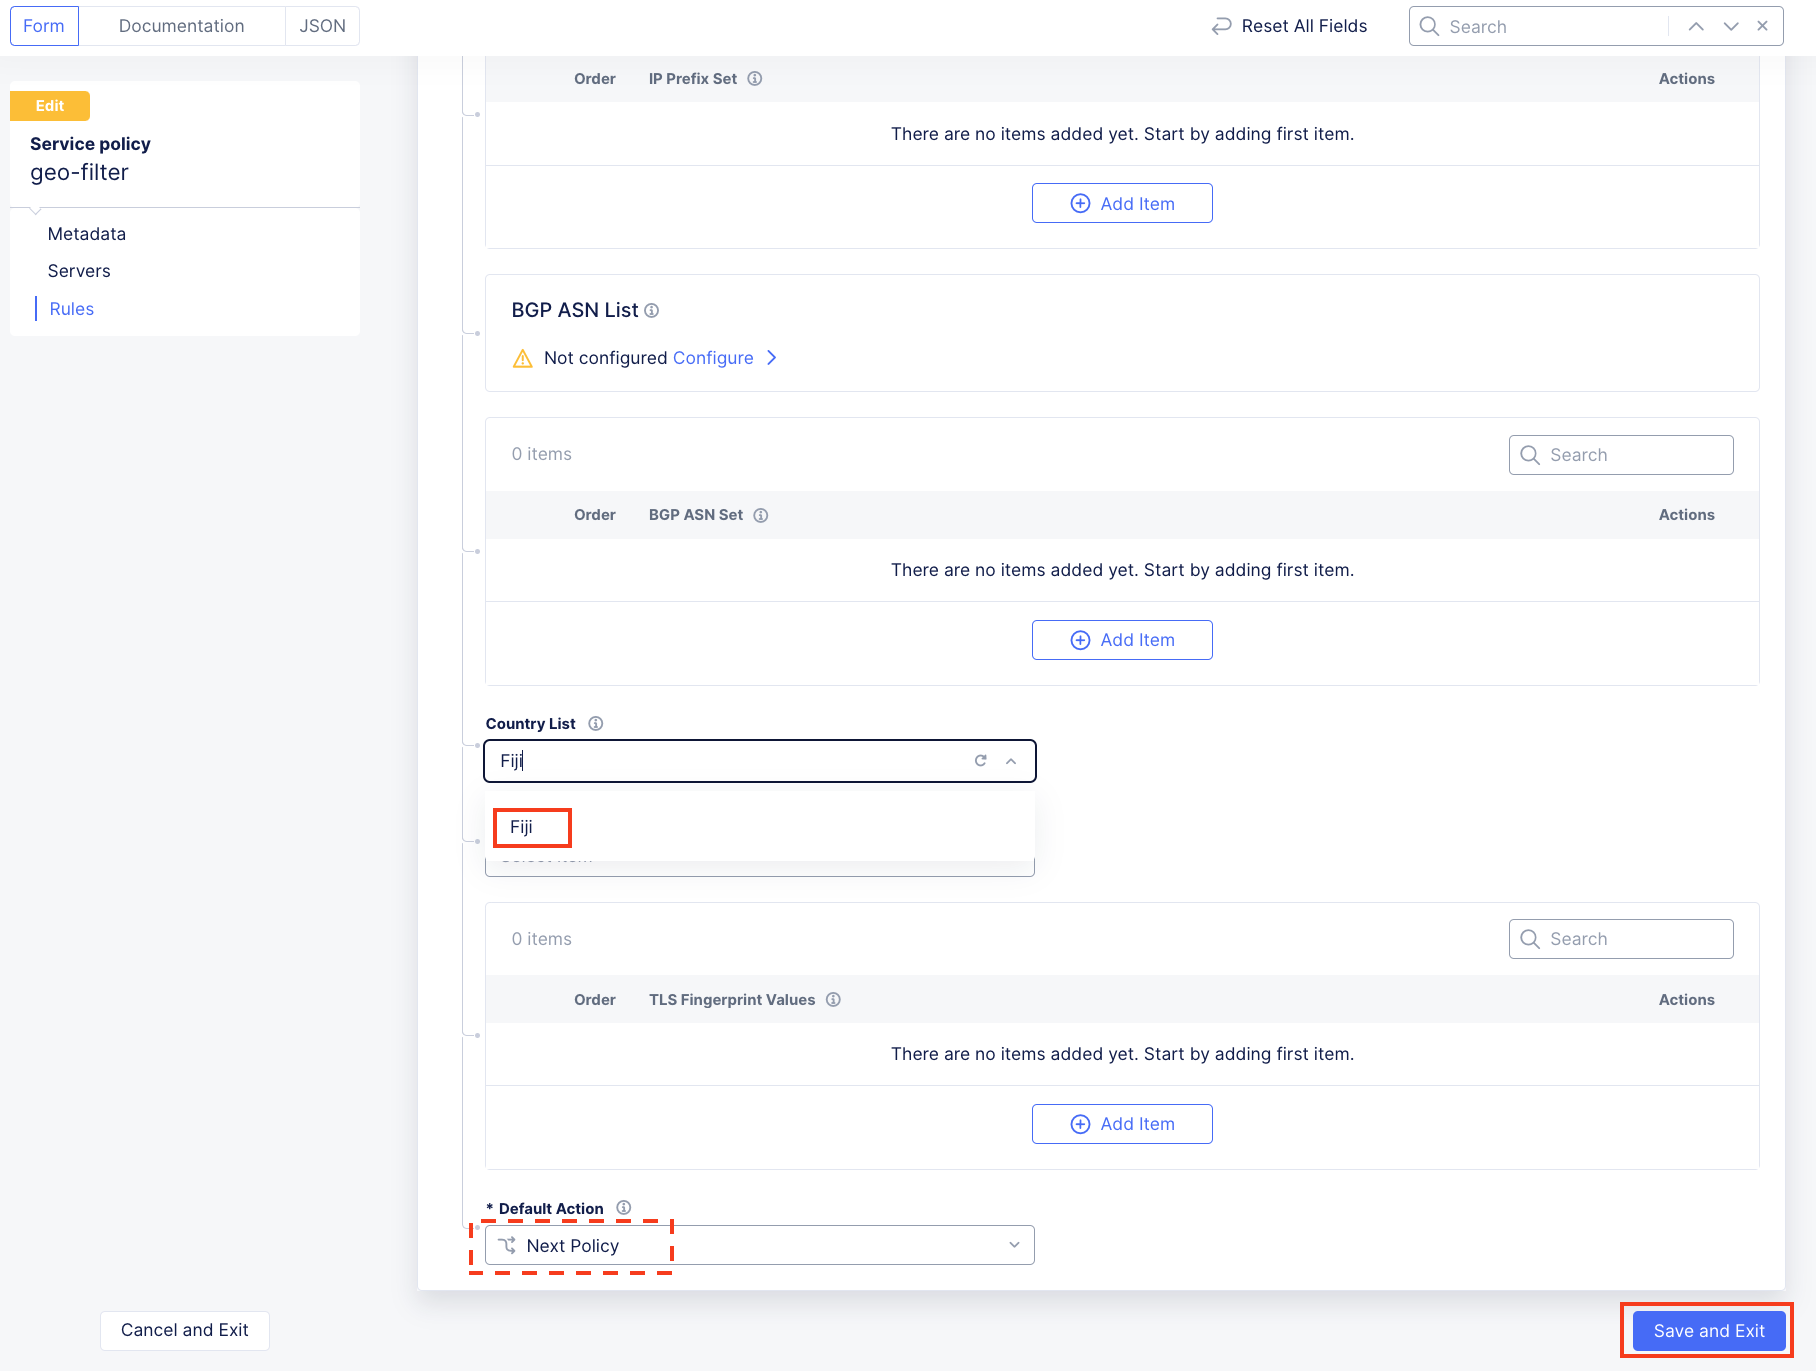 Form
Documentation
JSON
Reset All Fields
Search
Edit
Service policy
geo-filter
Metadata
Servers
Rules
Order
IP Prefix Set
Actions
There are no items added yet. Start by adding first item.
Add Item
BGP ASN List
Not configured Configure
0 items
Search
Order
BGP ASN Set
Actions
There are no items added yet. Start by adding first item.
Add Item
Country List
Fiji
Fiji
0 items
Search
Order
TLS Fingerprint Values
Actions
There are no items added yet. Start by adding first item.
Add Item
* Default Action
Next Policy
Cancel and Exit
Save and Exit